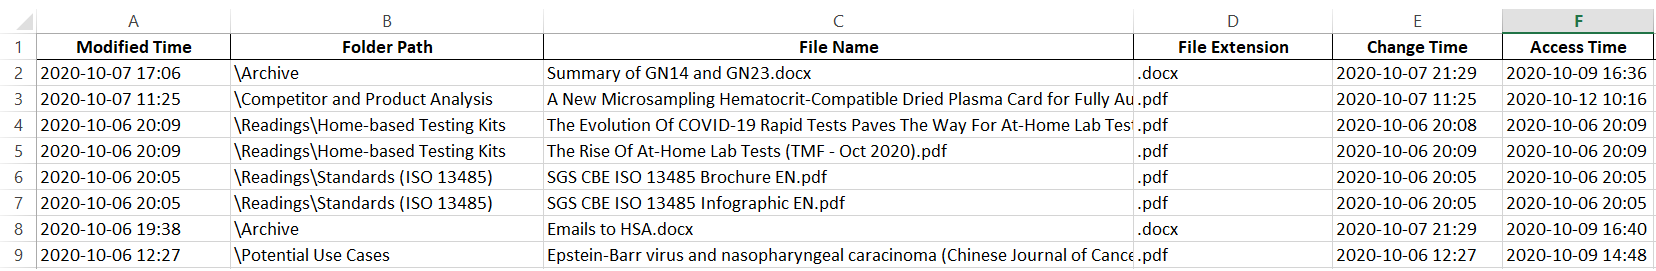 A B C D E F
1 Modified Time Folder Path File Name File Extension Change Time Access Time
2 2020-10-07 17:06 \Archive Summary of GN14 and GN23.docx .docx 2020-10-07 21:29 2020-10-09 16:36
3 2020-10-07 11:25 \Competitor and Product Analysis A New Microsampling Hematocrit-Compatible Dried Plasma Card for Fully Au .pdf 2020-10-07 11:25 2020-10-12 10:16
4 2020-10-06 20:09 \Readings\Home-based Testing Kits The Evolution Of COVID-19 Rapid Tests Paves The Way For At-Home Lab Test .pdf 2020-10-06 20:08 2020-10-06 20:09
5 2020-10-06 20:09 \Readings\Home-based Testing Kits The Rise Of At-Home Lab Tests (TMF - Oct 2020).pdf .pdf 2020-10-06 20:09 2020-10-06 20:09
6 2020-10-06 20:05 \Readings\Standards (ISO 13485) SGS CBE ISO 13485 Brochure EN.pdf .pdf 2020-10-06 20:05 2020-10-06 20:05
7 2020-10-06 20:05 \Readings\Standards (ISO 13485) SGS CBE ISO 13485 Infographic EN.pdf .pdf 2020-10-06 20:05 2020-10-06 20:05
8 2020-10-06 19:38 \Archive Emails to HSA.docx .docx 2020-10-07 21:29 2020-10-09 16:40
9 2020-10-06 12:27 \Potential Use Cases Epstein-Barr virus and nasopharyngeal caracinoma (Chinese Journal of Cance .pdf 2020-10-06 12:27 2020-10-09 14:48